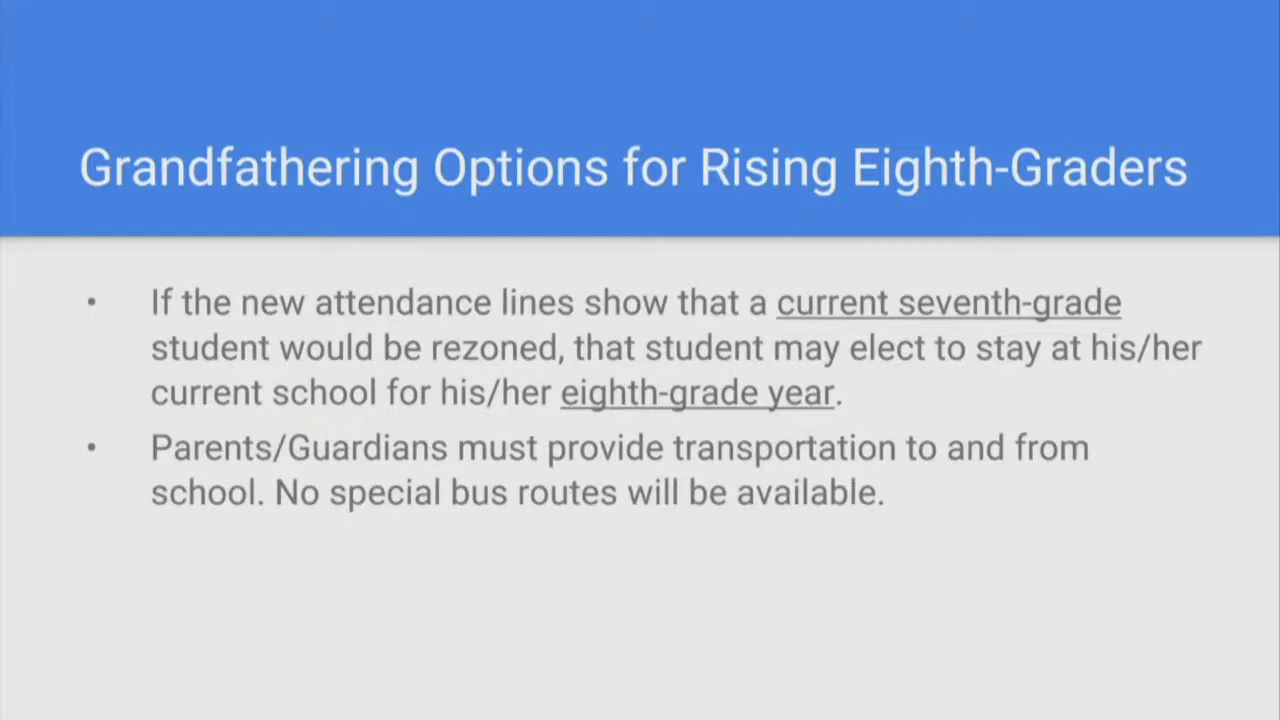 Grandfathering Options for Rising Eighth-Graders
• If the new attendance lines show that a current seventh-grade
student would be rezoned, that student may elect to stay at his/her
current school for his/her eighth-grade year.
• Parents/Guardians must provide transportation to and from
school. No special bus routes will be available.